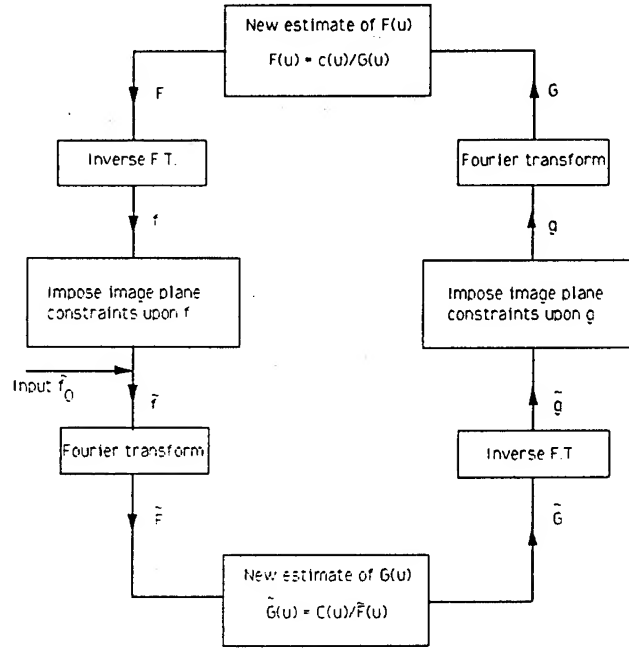 New estimate of F(u)
F(u) = c(u)/G(u)
F
G
Inverse F.T.
Fourier transform
f
g
Impose image plane
constraints upon f
Impose image plane
constraints upon g
Input f̃0
f̃
g̃
Fourier transform
Inverse F.T
F̃
G̃
New estimate of G(u)
G̃(u) = C(u)/F̃(u)